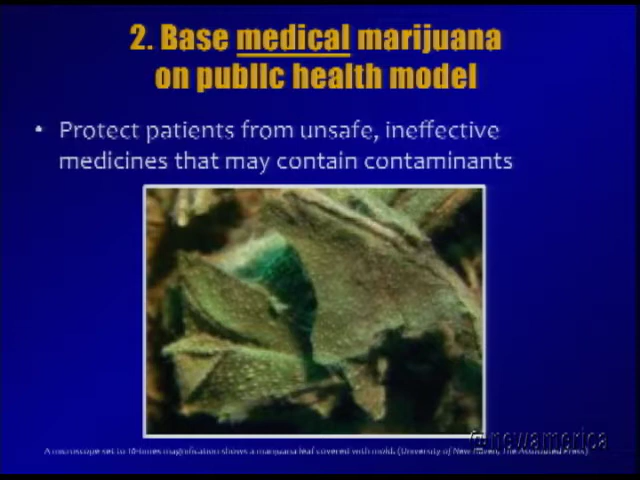 2. Base medical marijuana
on public health model
• Protect patients from unsafe, ineffective
medicines that may contain contaminants
@newamerica
A microscope set to 10-times magnification shows a marijuana leaf covered with mold. (University of New Haven, The Associated Press)